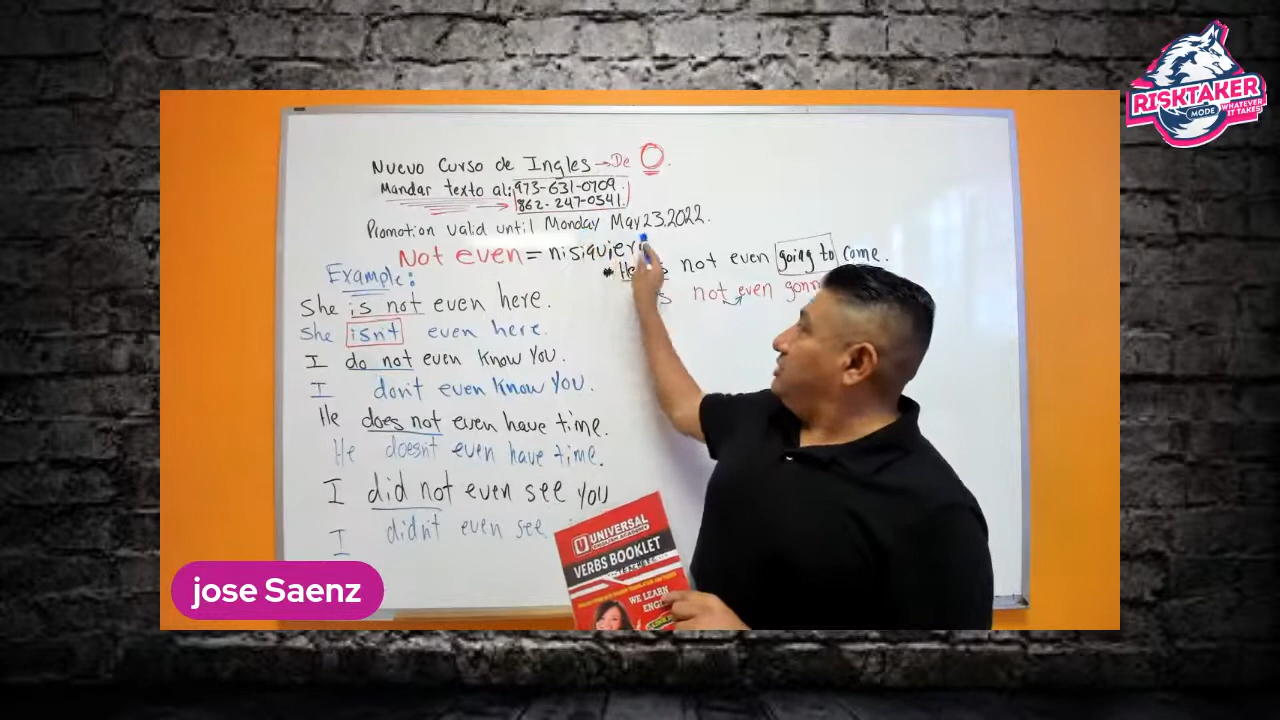 Nuevo Curso de Ingles → De 0.
Mandar texto al: 973-631-0709.
862-247-0541.
Promotion valid until Monday May 23, 2022.
Not even = nisiquier
Example:
She is not even here.
She isn't even here.
I do not even know you.
I don't even know you.
He does not even have time.
He doesn't even have time.
I did not even see you
I didn't even see
not even going to come.
not even
UNIVERSAL
ENGLISH ACADEMY
VERBS BOOKLET
WE LEARN
jose Saenz
RISKTAKER
MODE
WHATEVER
IT TAKES